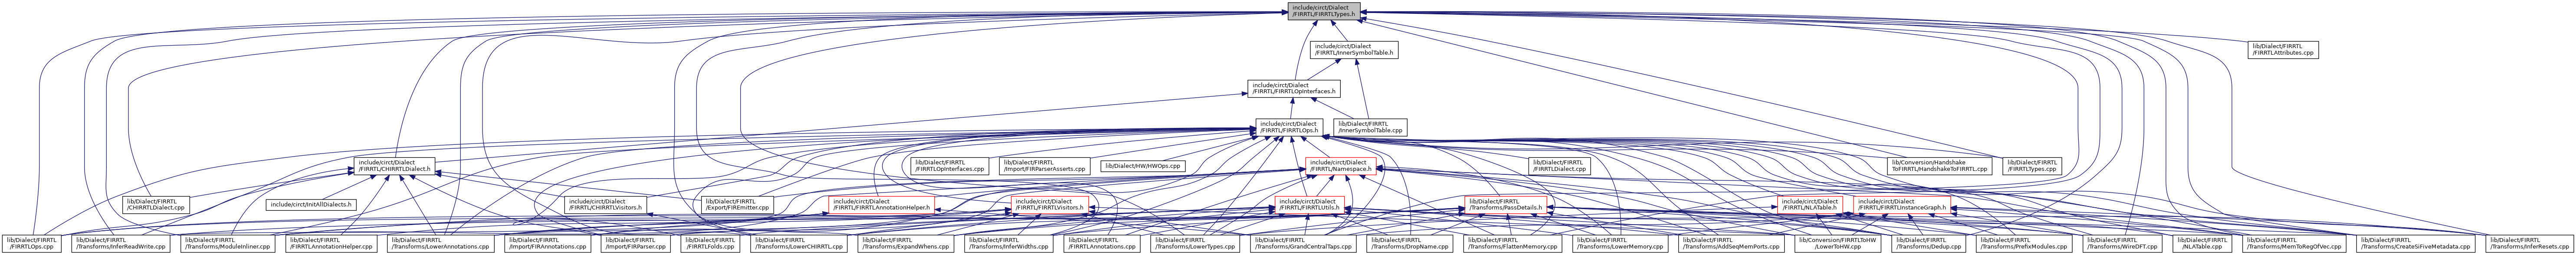 include/circt/Dialect
/FIRRTL/FIRRTLTypes.h
include/circt/Dialect
/FIRRTL/InnerSymbolTable.h
lib/Dialect/FIRRTL
/FIRRTLAttributes.cpp
include/circt/Dialect
/FIRRTL/FIRRTLOpInterfaces.h
include/circt/Dialect
/FIRRTL/FIRRTLOps.h
lib/Dialect/FIRRTL
/InnerSymbolTable.cpp
include/circt/Dialect
/FIRRTL/CHIRRTLDialect.h
lib/Dialect/FIRRTL
/FIRRTLOpInterfaces.cpp
lib/Dialect/FIRRTL
/Import/FIRParserAsserts.cpp
lib/Dialect/HW/HWOps.cpp
include/circt/Dialect
/FIRRTL/Namespace.h
lib/Dialect/FIRRTL
/FIRRTLDialect.cpp
lib/Conversion/Handshake
ToFIRRTL/HandshakeToFIRRTL.cpp
lib/Dialect/FIRRTL
/FIRRTLTypes.cpp
lib/Dialect/FIRRTL
/CHIRRTLDialect.cpp
include/circt/InitAllDialects.h
include/circt/Dialect
/FIRRTL/CHIRRTLVisitors.h
lib/Dialect/FIRRTL
/Export/FIREmitter.cpp
include/circt/Dialect
/FIRRTL/FIRRTLAnnotationHelper.h
include/circt/Dialect
/FIRRTL/FIRRTLVisitors.h
include/circt/Dialect
/FIRRTL/FIRRTLUtils.h
lib/Dialect/FIRRTL
/Transforms/PassDetails.h
include/circt/Dialect
/FIRRTL/NLATable.h
include/circt/Dialect
/FIRRTL/FIRRTLInstanceGraph.h
lib/Dialect/FIRRTL
/FIRRTLOps.cpp
lib/Dialect/FIRRTL
/Transforms/InferReadWrite.cpp
lib/Dialect/FIRRTL
/Transforms/ModuleInliner.cpp
lib/Dialect/FIRRTL
/FIRRTLAnnotationHelper.cpp
lib/Dialect/FIRRTL
/Transforms/LowerAnnotations.cpp
lib/Dialect/FIRRTL
/Import/FIRAnnotations.cpp
lib/Dialect/FIRRTL
/Import/FIRParser.cpp
lib/Dialect/FIRRTL
/FIRRTLFolds.cpp
lib/Dialect/FIRRTL
/Transforms/LowerCHIRRTL.cpp
lib/Dialect/FIRRTL
/Transforms/ExpandWhens.cpp
lib/Dialect/FIRRTL
/Transforms/InferWidths.cpp
lib/Dialect/FIRRTL
/FIRRTLAnnotations.cpp
lib/Dialect/FIRRTL
/Transforms/LowerTypes.cpp
lib/Dialect/FIRRTL
/Transforms/GrandCentralTaps.cpp
lib/Dialect/FIRRTL
/Transforms/DropName.cpp
lib/Dialect/FIRRTL
/Transforms/FlattenMemory.cpp
lib/Dialect/FIRRTL
/Transforms/LowerMemory.cpp
lib/Dialect/FIRRTL
/Transforms/AddSeqMemPorts.cpp
lib/Conversion/FIRRTLToHW
/LowerToHW.cpp
lib/Dialect/FIRRTL
/Transforms/Dedup.cpp
lib/Dialect/FIRRTL
/Transforms/PrefixModules.cpp
lib/Dialect/FIRRTL
/Transforms/WireDFT.cpp
lib/Dialect/FIRRTL
/NLATable.cpp
lib/Dialect/FIRRTL
/Transforms/MemToRegOfVec.cpp
lib/Dialect/FIRRTL
/Transforms/CreateSiFiveMetadata.cpp
lib/Dialect/FIRRTL
/Transforms/InferResets.cpp